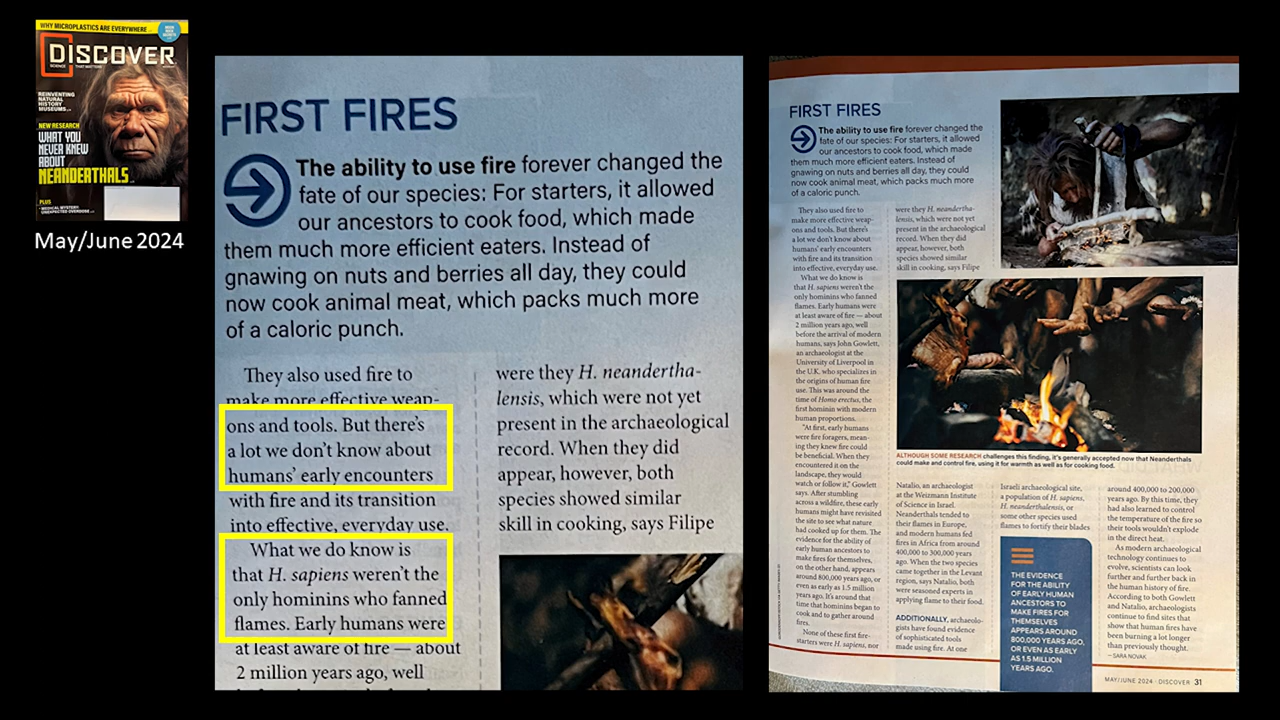 WHY MICROPLASTICS ARE EVERYWHERE
DISCOVER
SCIENCE THAT MATTERS
REINVENTING
NATURAL
HISTORY
MUSEUMS
NEW RESEARCH
WHAT YOU
NEVER KNEW
ABOUT
NEANDERTHALS
PLUS
May/June 2024
FIRST FIRES
The ability to use fire forever changed the
fate of our species: For starters, it allowed
our ancestors to cook food, which made
them much more efficient eaters. Instead of
gnawing on nuts and berries all day, they could
now cook animal meat, which packs much more
of a caloric punch.
They also used fire to
make more effective weap-
ons and tools. But there's
a lot we don't know about
humans' early encounters
with fire and its transition
into effective, everyday use.
What we do know is
that H. sapiens weren't the
only hominins who fanned
flames. Early humans were
at least aware of fire — about
2 million years ago, well
were they H. neandertha-
lensis, which were not yet
present in the archaeological
record. When they did
appear, however, both
species showed similar
skill in cooking, says Filipe
FIRST FIRES
The ability to use fire forever changed the
fate of our species: For starters, it allowed
our ancestors to cook food, which made
them much more efficient eaters. Instead of
gnawing on nuts and berries all day, they could
now cook animal meat, which packs much more
of a caloric punch.
They also used fire to
make more effective weap-
ons and tools. But there's
a lot we don't know about
humans' early encounters
with fire and its transition
into effective, everyday use.
What we do know is
that H. sapiens weren't the
only hominins who fanned
flames. Early humans were
at least aware of fire — about
2 million years ago, well
before the arrival of modern
humans, says John Gowlett,
an archaeologist at the
University of Liverpool in
the U.K. who specializes in
the origins of human fire
use. This was around the
time of Homo erectus, the
first hominin with modern
human proportions.
"At first, early humans
were fire foragers, mean-
ing they knew fire could
be beneficial. When they
encountered it on the
landscape, they would
watch or follow it," Gowlett
says. After stumbling
across a wildfire, these early
humans might have revisited
the site to see what nature
had cooked up for them. The
evidence for the ability of
early human ancestors to
make fires for themselves,
on the other hand, appears
around 800,000 years ago, or
even as early as 1.5 million
years ago. It's around that
time that hominins began to
cook and to gather around
fires.
None of these first fire-
starters were H. sapiens, nor
were they H. neandertha-
lensis, which were not yet
present in the archaeological
record. When they did
appear, however, both
species showed similar
skill in cooking, says Filipe
ALTHOUGH SOME RESEARCH challenges this finding, it's generally accepted now that Neanderthals
could make and control fire, using it for warmth as well as for cooking food.
Natalio, an archaeologist
at the Weizmann Institute
of Science in Israel.
Neanderthals tended to
their flames in Europe,
and modern humans fed
fires in Africa from around
400,000 to 300,000 years
ago. When the two species
came together in the Levant
region, says Natalio, both
were seasoned experts in
applying flame to their food.
ADDITIONALLY, archaeolo-
gists have found evidence
of sophisticated tools
made using fire. At one
Israeli archaeological site,
a population of H. sapiens,
H. neanderthalensis, or
some other species used
flames to fortify their blades
THE EVIDENCE
FOR THE ABILITY
OF EARLY HUMAN
ANCESTORS TO
MAKE FIRES FOR
THEMSELVES
APPEARS AROUND
800,000 YEARS AGO,
OR EVEN AS EARLY
AS 1.5 MILLION
YEARS AGO.
around 400,000 to 200,000
years ago. By this time, they
had also learned to control
the temperature of the fire so
their tools wouldn't explode
in the direct heat.
As modern archaeological
technology continues to
evolve, scientists can look
further and further back in
the human history of fire.
According to both Gowlett
and Natalio, archaeologists
continue to find sites that
show that human fires have
been burning a lot longer
than previously thought.
— SARA NOVAK
MAY/JUNE 2024 · DISCOVER 31